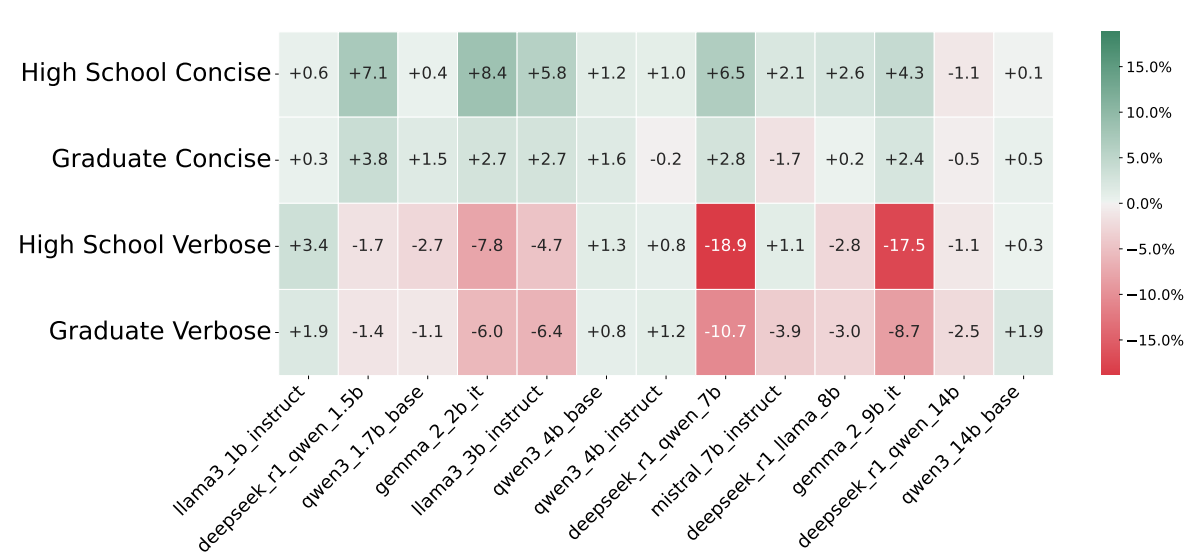 High School Concise +0.6 +7.1 +0.4 +8.4 +5.8 +1.2 +1.0 +6.5 +2.1 +2.6 +4.3 -1.1 +0.1
Graduate Concise +0.3 +3.8 +1.5 +2.7 +2.7 +1.6 -0.2 +2.8 -1.7 +0.2 +2.4 -0.5 +0.5
High School Verbose +3.4 -1.7 -2.7 -7.8 -4.7 +1.3 +0.8 -18.9 +1.1 -2.8 -17.5 -1.1 +0.3
Graduate Verbose +1.9 -1.4 -1.1 -6.0 -6.4 +0.8 +1.2 -10.7 -3.9 -3.0 -8.7 -2.5 +1.9
llama3_1b_instruct
deepseek_r1_qwen_1.5b
qwen3_1.7b_base
gemma_2_2b_it
llama3_3b_instruct
qwen3_4b_base
qwen3_4b_instruct
deepseek_r1_qwen_7b
mistral_7b_instruct
deepseek_r1_llama_8b
gemma_2_9b_it
deepseek_r1_qwen_14b
qwen3_14b_base
15.0%
10.0%
5.0%
0.0%
−5.0%
−10.0%
−15.0%